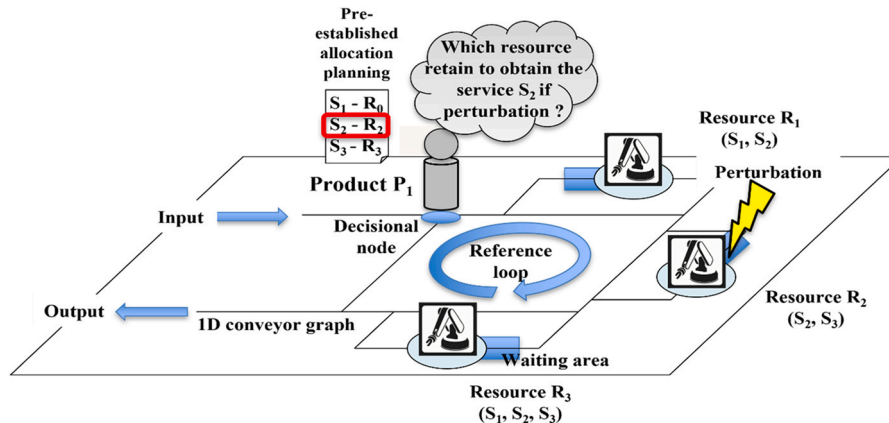 Pre-
established
allocation
planning
S₁ - R₀
S₂ - R₂
S₃ - R₃
Which resource
retain to obtain the
service S₂ if
perturbation ?
Product P₁
Resource R₁
(S₁, S₂)
Perturbation
Input
Decisional
node
Reference
loop
Resource R₂
(S₂, S₃)
Output
1D conveyor graph
Waiting area
Resource R₃
(S₁, S₂, S₃)